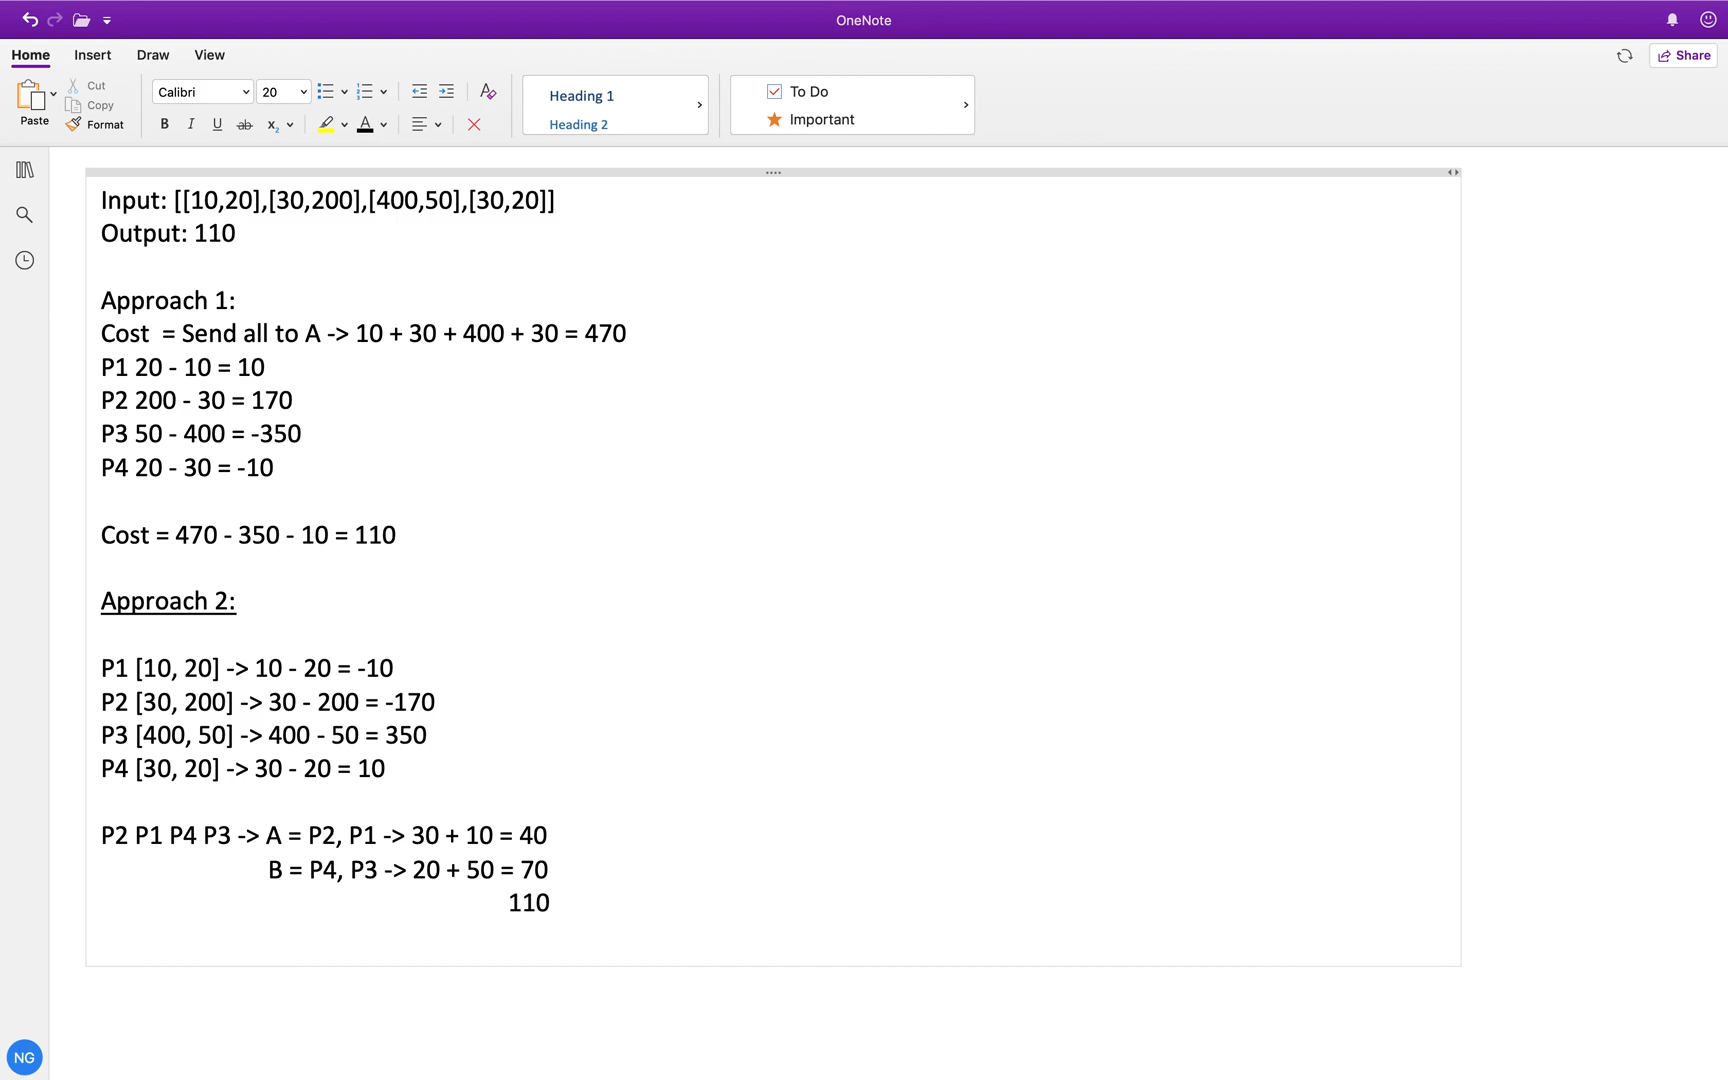 OneNote
Home Insert Draw View
Share
Paste
Cut
Copy
Format
Calibri 20
B I U ab x₂ A
Heading 1
Heading 2
To Do
Important
Input: [[10,20],[30,200],[400,50],[30,20]]
Output: 110
Approach 1:
Cost = Send all to A -> 10 + 30 + 400 + 30 = 470
P1 20 - 10 = 10
P2 200 - 30 = 170
P3 50 - 400 = -350
P4 20 - 30 = -10
Cost = 470 - 350 - 10 = 110
Approach 2:
P1 [10, 20] -> 10 - 20 = -10
P2 [30, 200] -> 30 - 200 = -170
P3 [400, 50] -> 400 - 50 = 350
P4 [30, 20] -> 30 - 20 = 10
P2 P1 P4 P3 -> A = P2, P1 -> 30 + 10 = 40
B = P4, P3 -> 20 + 50 = 70
110
NG